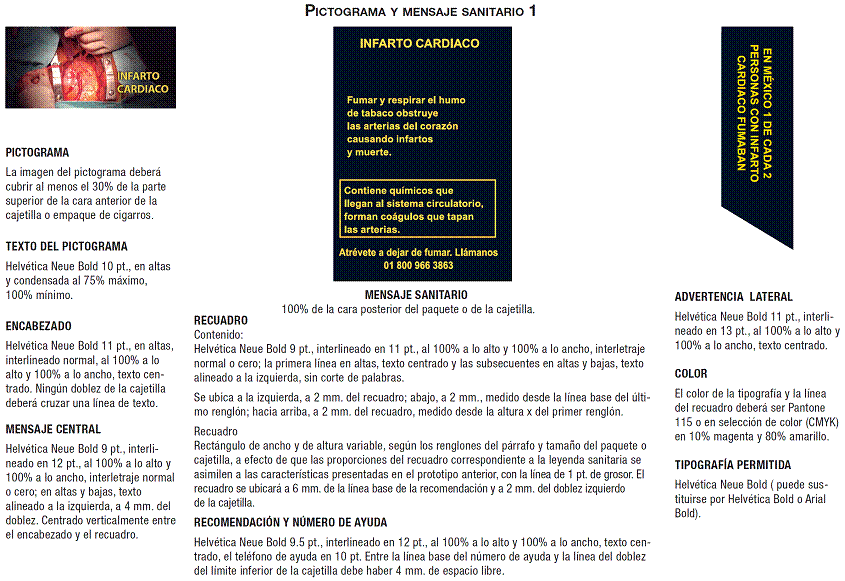 PICTOGRAMA Y MENSAJE SANITARIO 1
INFARTO
CARDIACO
PICTOGRAMA
La imagen del pictograma deberá
cubrir al menos el 30% de la parte
superior de la cara anterior de la
cajetilla o empaque de cigarros.
TEXTO DEL PICTOGRAMA
Helvética Neue Bold 10 pt., en altas
y condensada al 75% máximo,
100% mínimo.
ENCABEZADO
Helvética Neue Bold 11 pt., en altas,
interlineado normal, al 100% a lo
alto y 100% a lo ancho, texto cen-
trado. Ningún doblez de la cajetilla
deberá cruzar una línea de texto.
MENSAJE CENTRAL
Helvética Neue Bold 9 pt., interli-
neado en 12 pt., al 100% a lo alto y
100% a lo ancho, interletraje normal
o cero; en altas y bajas, texto
alineado a la izquierda, a 4 mm. del
doblez. Centrado verticalmente entre
el encabezado y el recuadro.
INFARTO CARDIACO
Fumar y respirar el humo
de tabaco obstruye
las arterias del corazón
causando infartos
y muerte.
Contiene químicos que
llegan al sistema circulatorio,
forman coágulos que tapan
las arterias.
Atrévete a dejar de fumar. Llámanos
01 800 966 3863
MENSAJE SANITARIO
100% de la cara posterior del paquete o de la cajetilla.
RECUADRO
Contenido:
Helvética Neue Bold 9 pt., interlineado en 11 pt., al 100% a lo alto y 100% a lo ancho, interletraje
normal o cero; la primera línea en altas, texto centrado y las subsecuentes en altas y bajas, texto
alineado a la izquierda, sin corte de palabras.
Se ubica a la izquierda, a 2 mm. del recuadro; abajo, a 2 mm., medido desde la línea base del últi-
mo renglón; hacia arriba, a 2 mm. del recuadro, medido desde la altura x del primer renglón.
Recuadro
Rectángulo de ancho y de altura variable, según los renglones del párrafo y tamaño del paquete o
cajetilla, a efecto de que las proporciones del recuadro correspondiente a la leyenda sanitaria se
asimilen a las características presentadas en el prototipo anterior, con la línea de 1 pt. de grosor. El
recuadro se ubicará a 6 mm. de la línea base de la recomendación y a 2 mm. del doblez izquierdo
de la cajetilla.
RECOMENDACIÓN Y NÚMERO DE AYUDA
Helvética Neue Bold 9.5 pt., interlineado en 12 pt., al 100% a lo alto y 100% a lo ancho, texto cen-
trado, el teléfono de ayuda en 10 pt. Entre la línea base del número de ayuda y la línea del doblez
del límite inferior de la cajetilla debe haber 4 mm. de espacio libre.
EN MÉXICO 1 DE CADA 2
PERSONAS CON INFARTO
CARDIACO FUMABAN
ADVERTENCIA LATERAL
Helvética Neue Bold 11 pt., interli-
neado en 13 pt., al 100% a lo alto y
100% a lo ancho, texto centrado.
COLOR
El color de la tipografía y la línea
del recuadro deberá ser Pantone
115 o en selección de color (CMYK)
en 10% magenta y 80% amarillo.
TIPOGRAFÍA PERMITIDA
Helvética Neue Bold ( puede sus-
tituirse por Helvética Bold o Arial
Bold).